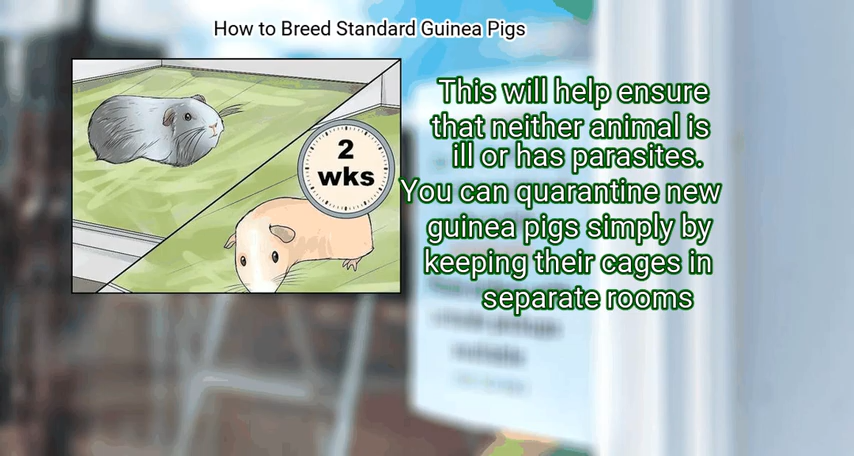 How to Breed Standard Guinea Pigs
2
wks
This will help ensure
that neither animal is
ill or has parasites.
You can quarantine new
guinea pigs simply by
keeping their cages in
separate rooms